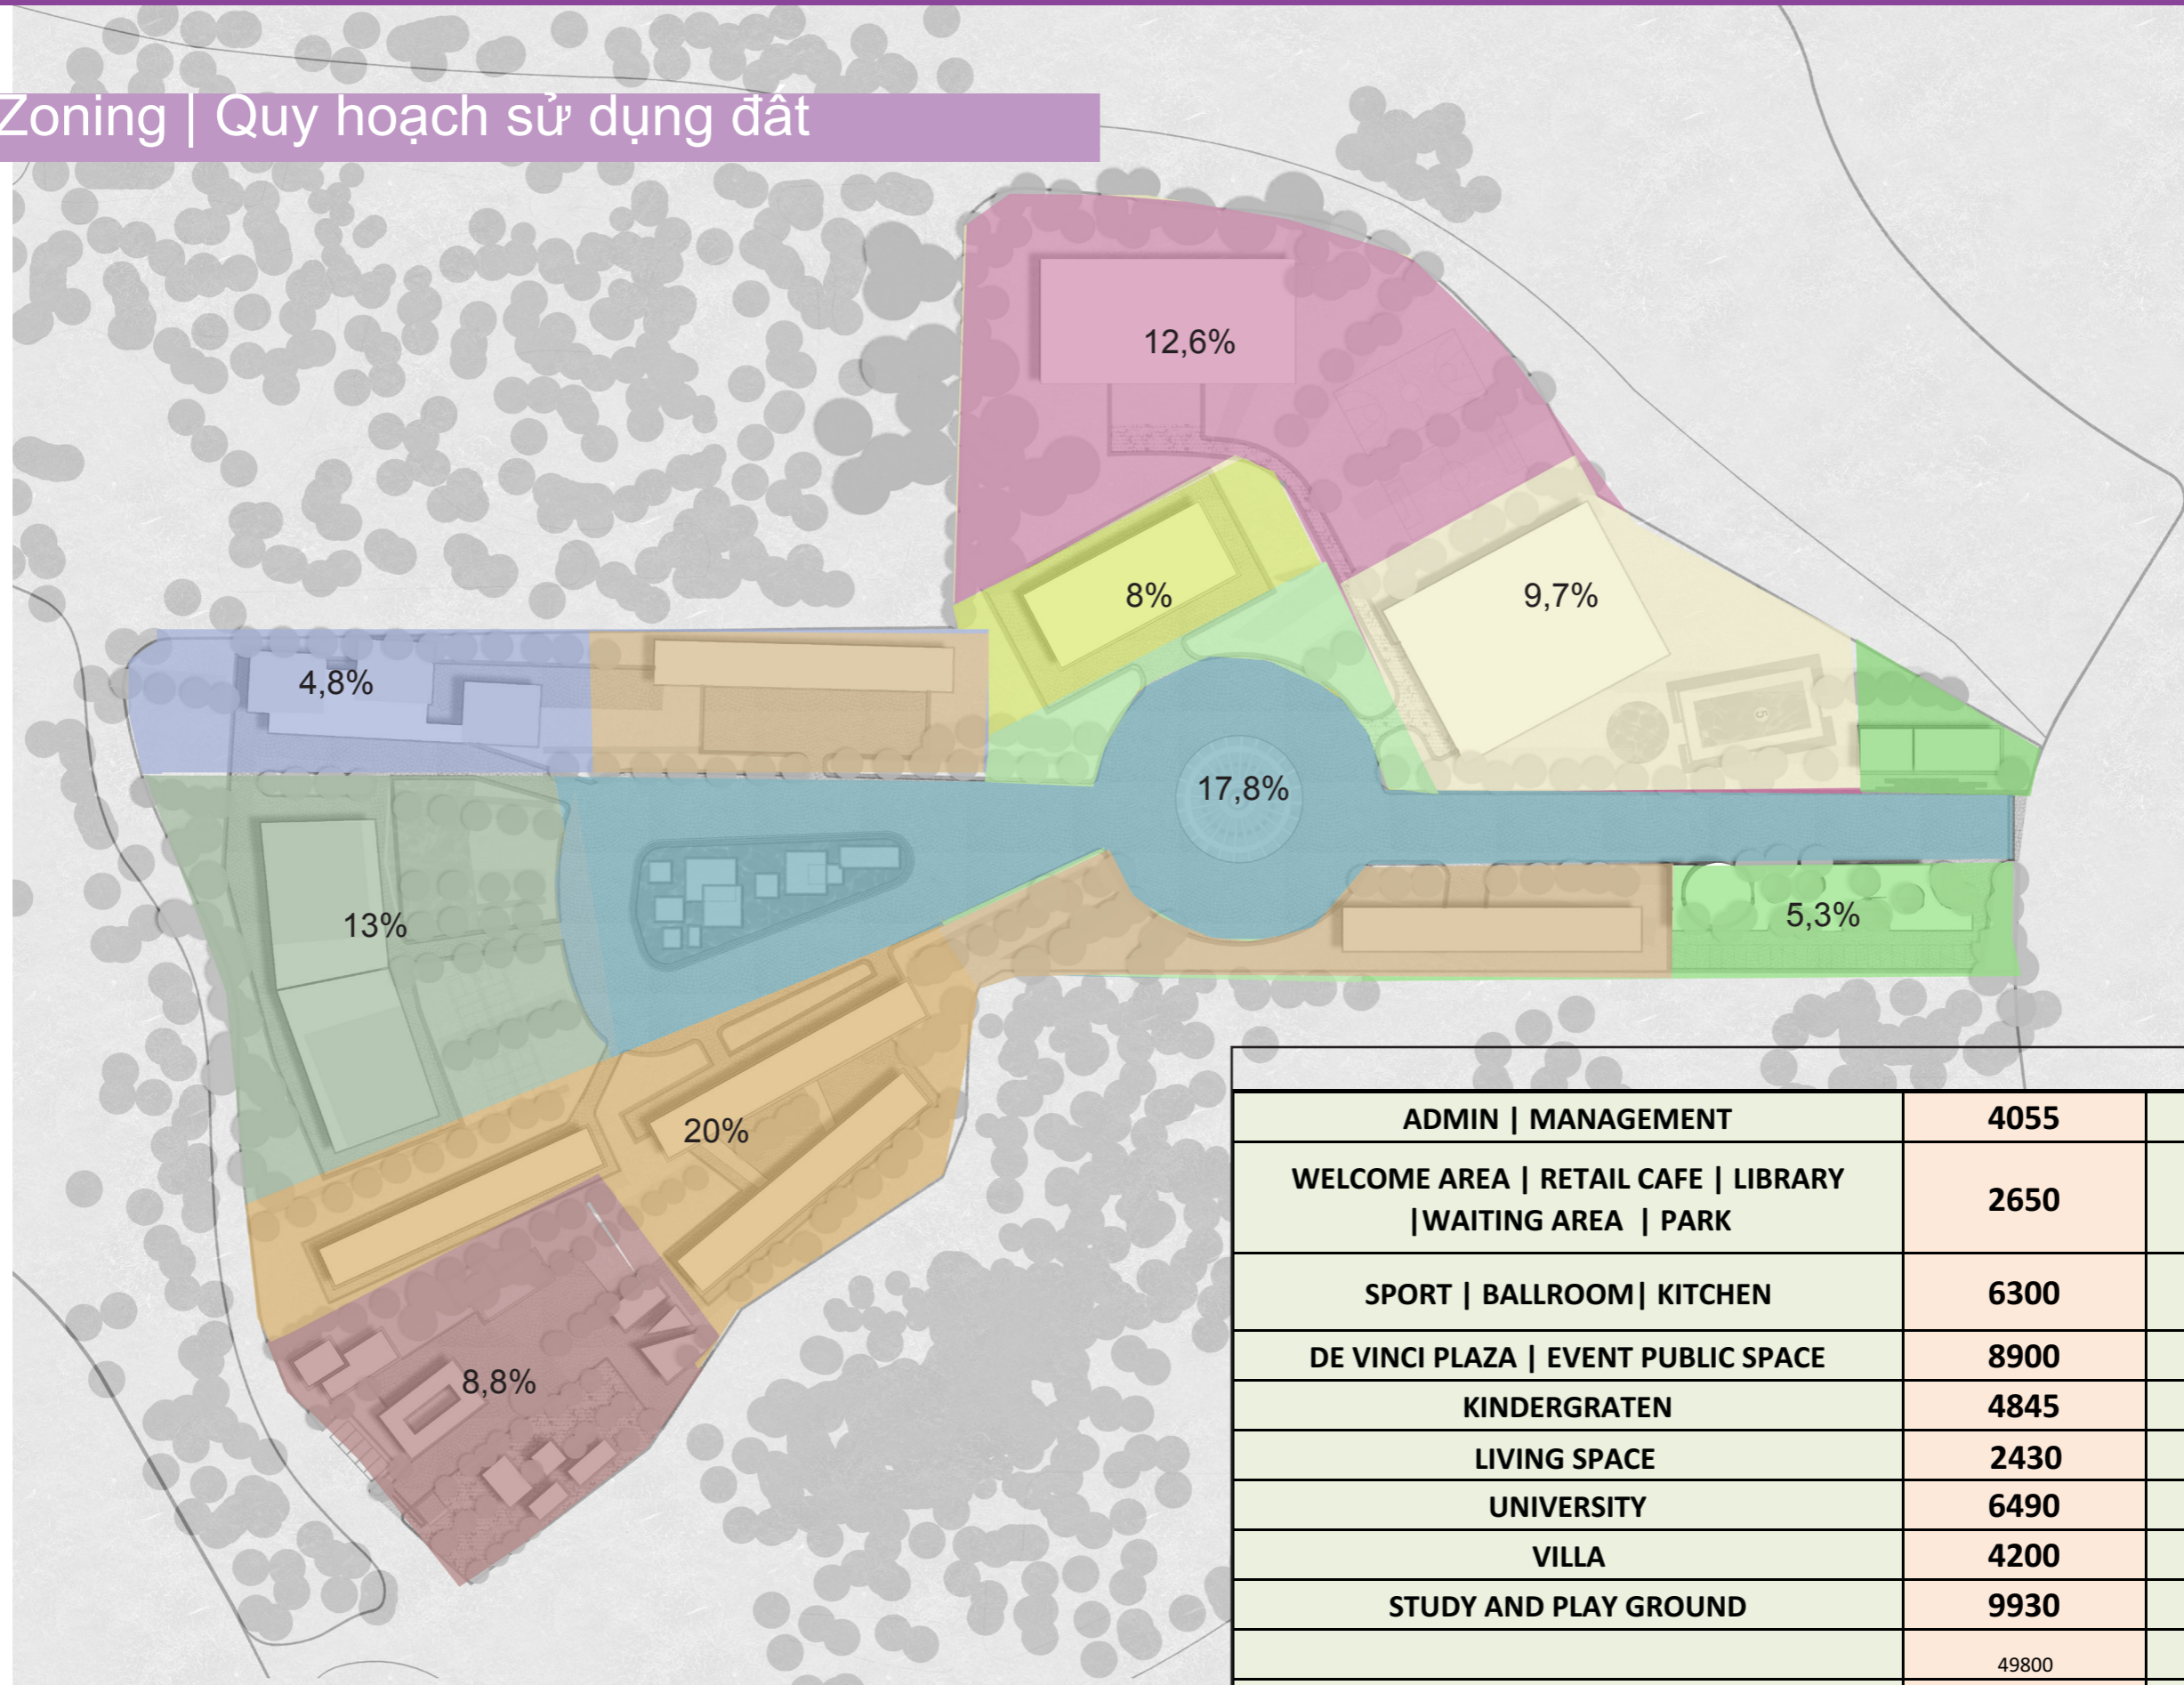 Zoning | Quy hoạch sử dụng đất
12,6%
8%
9,7%
4,8%
17,8%
13%
5,3%
20%
8,8%
ADMIN | MANAGEMENT 4055
WELCOME AREA | RETAIL CAFE | LIBRARY
|WAITING AREA | PARK 2650
SPORT | BALLROOM| KITCHEN 6300
DE VINCI PLAZA | EVENT PUBLIC SPACE 8900
KINDERGRATEN 4845
LIVING SPACE 2430
UNIVERSITY 6490
VILLA 4200
STUDY AND PLAY GROUND 9930
49800